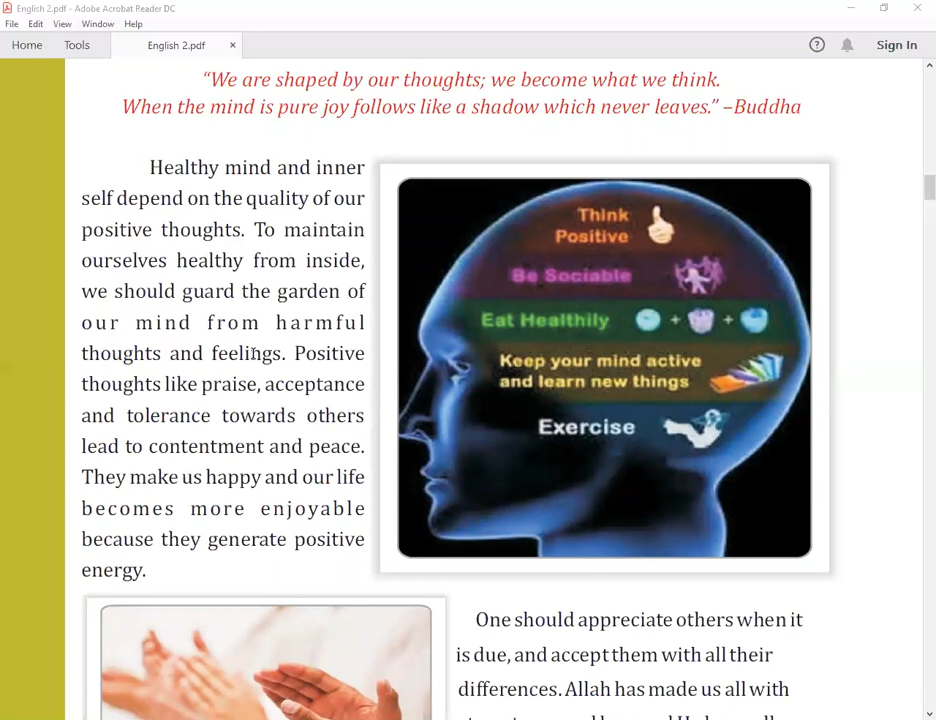 English 2.pdf - Adobe Acrobat Reader DC
File Edit View Window Help
Home Tools English 2.pdf × ? Sign In
“We are shaped by our thoughts; we become what we think.
When the mind is pure joy follows like a shadow which never leaves.” –Buddha
Healthy mind and inner
self depend on the quality of our
positive thoughts. To maintain
ourselves healthy from inside,
we should guard the garden of
our mind from harmful
thoughts and feelings. Positive
thoughts like praise, acceptance
and tolerance towards others
lead to contentment and peace.
They make us happy and our life
becomes more enjoyable
because they generate positive
energy.
Think
Positive
Be Sociable
Eat Healthily + +
Keep your mind active
and learn new things
Exercise
One should appreciate others when it
is due, and accept them with all their
differences. Allah has made us all with